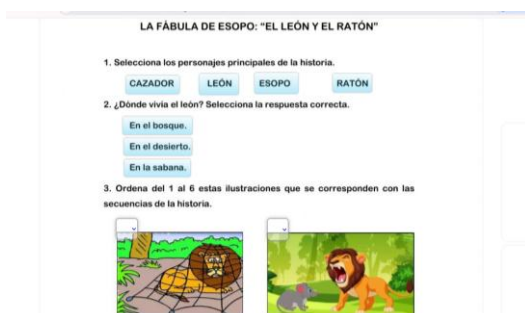 LA FÁBULA DE ESOPO: “EL LEÓN Y EL RATÓN”
1. Selecciona los personajes principales de la historia.
CAZADOR LEÓN ESOPO RATÓN
2. ¿Dónde vivía el león? Selecciona la respuesta correcta.
En el bosque.
En el desierto.
En la sabana.
3. Ordena del 1 al 6 estas ilustraciones que se corresponden con las
secuencias de la historia.